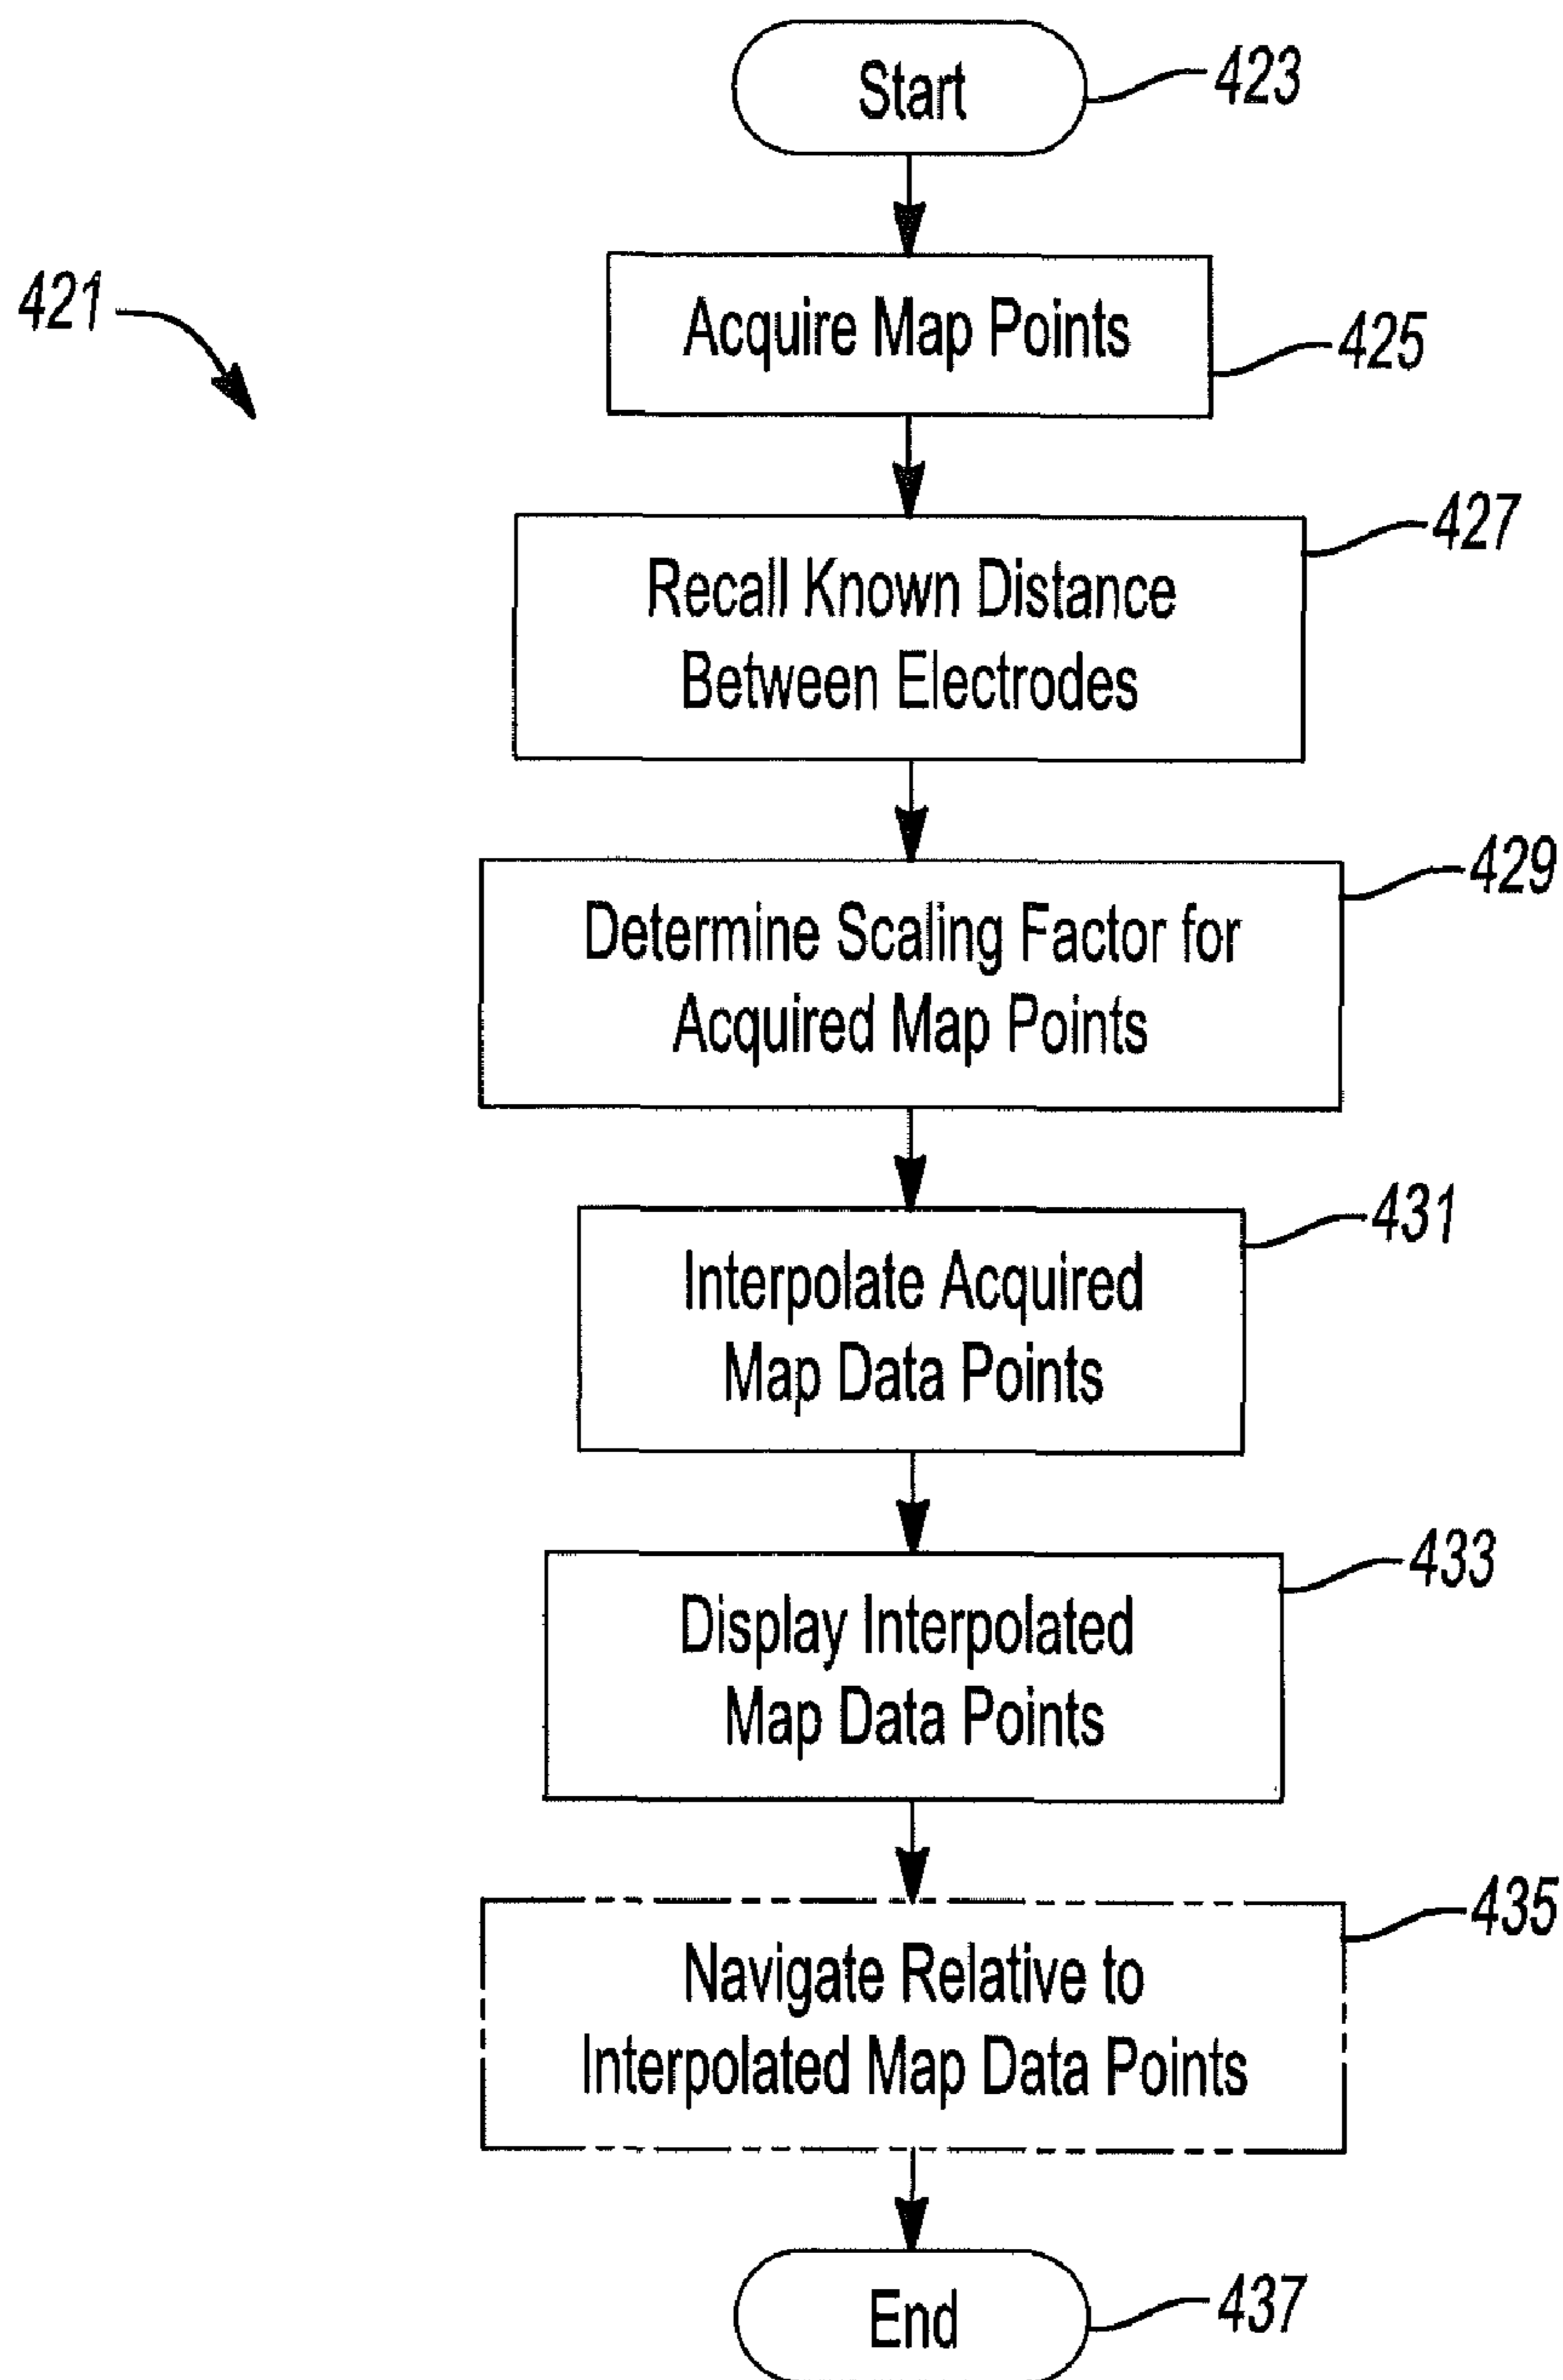 Start
423
421
Acquire Map Points
425
427
Recall Known Distance
Between Electrodes
429
Determine Scaling Factor for
Acquired Map Points
431
Interpolate Acquired
Map Data Points
433
Display Interpolated
Map Data Points
435
Navigate Relative to
Interpolated Map Data Points
End
437